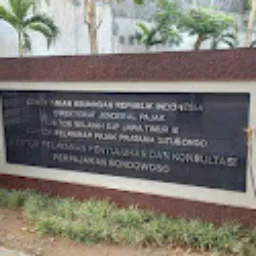 KEMENTERIAN KEUANGAN REPUBLIK INDONESIA
DIREKTORAT JENDERAL PAJAK
KANTOR WILAYAH DJP JAWA TIMUR III
KANTOR PELAYANAN PAJAK PRATAMA SITUBONDO
KANTOR PELAYANAN PENYULUHAN DAN KONSULTASI
PERPAJAKAN BONDOWOSO